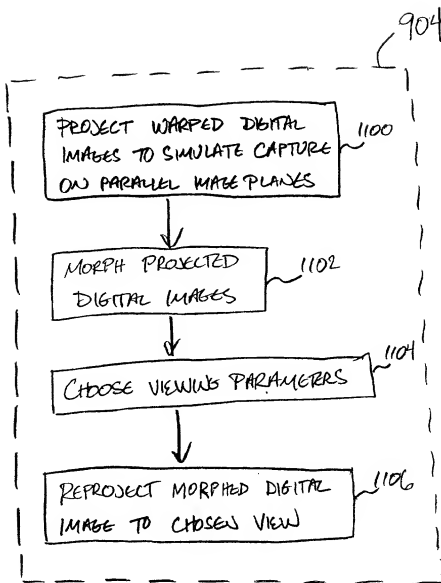 904
PROJECT WARPED DIGITAL
IMAGES TO SIMULATE CAPTURE
ON PARALLEL IMAGE PLANES
1100
MORPH PROJECTED
DIGITAL IMAGES
1102
CHOOSE VIEWING PARAMETERS
1104
REPROJECT MORPHED DIGITAL
IMAGE TO CHOSEN VIEW
1106